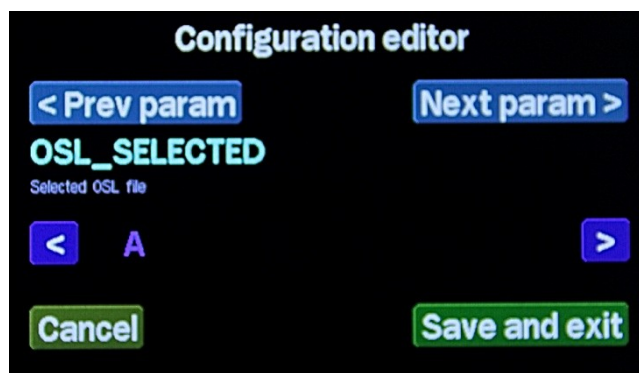 Configuration editor
< Prev param Next param >
OSL_SELECTED
Selected OSL file
< A >
Cancel Save and exit